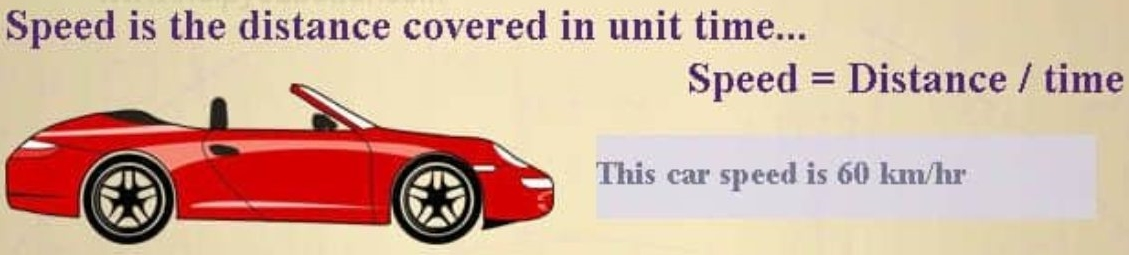 Speed is the distance covered in unit time...
Speed = Distance / time
This car speed is 60 km/hr